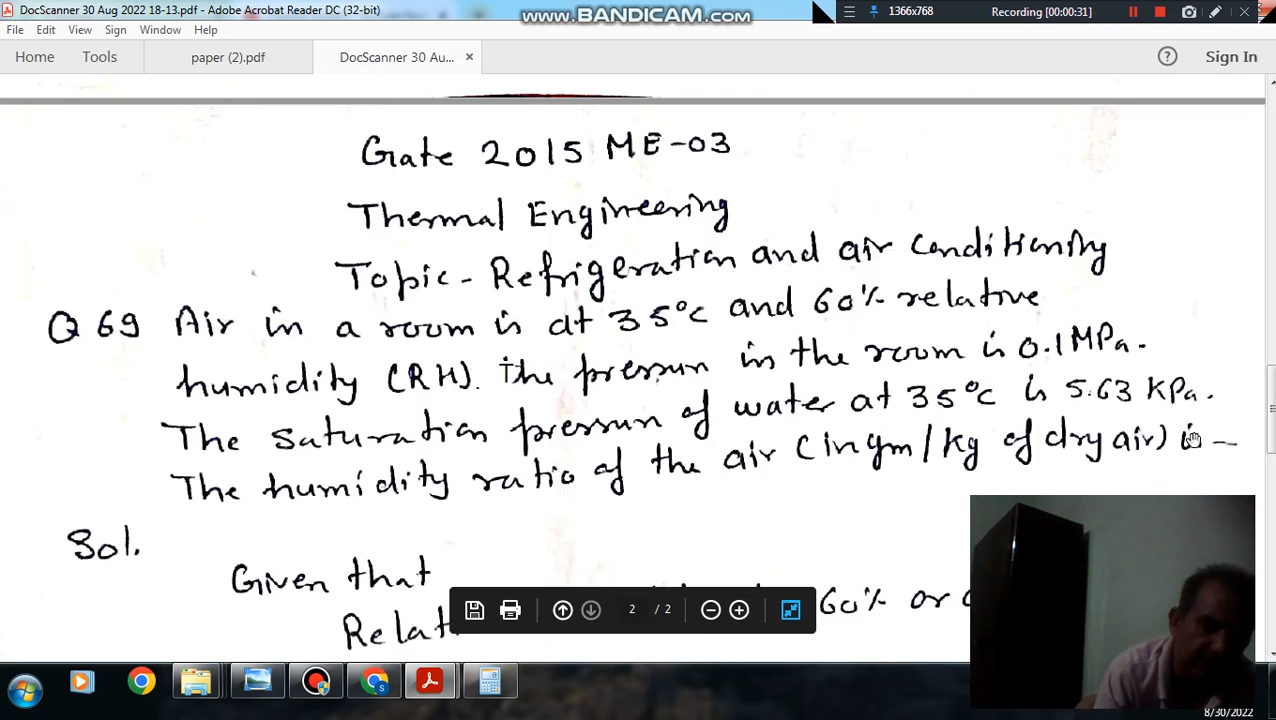 DocScanner 30 Aug 2022 18-13.pdf - Adobe Acrobat Reader DC (32-bit)
www.BANDICAM.com
1366x768
Recording [00:00:31]
File Edit View Sign Window Help
Home Tools paper (2).pdf DocScanner 30 Au... × Sign In
Gate 2015 ME-03
Thermal Engineering
Topic - Refrigeration and air Conditioning
Q 69 Air in a room is at 35°C and 60% relative
humidity (RH). The pressure in the room is 0.1 MPa.
The saturation pressure of water at 35°C is 5.63 KPa.
The humidity ratio of the air (in gm/kg of dry air) is —
Sol.
Given that
60% or
2 / 2
8/30/2022